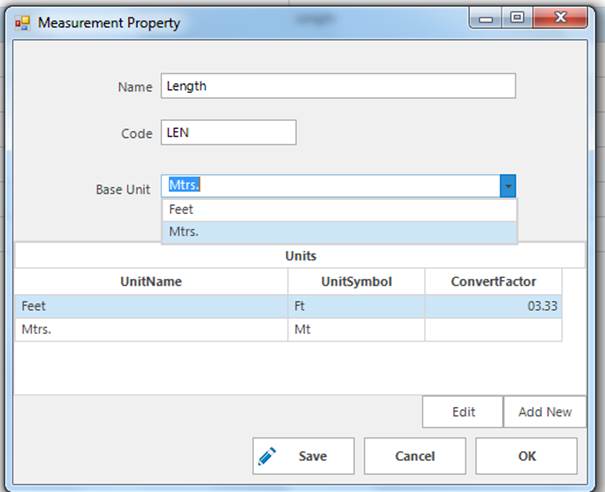 Measurement Property
Name Length
Code LEN
Base Unit Mtrs.
Feet
Mtrs.
Units
UnitName UnitSymbol ConvertFactor
Feet Ft 03.33
Mtrs. Mt
Edit Add New
Save Cancel OK